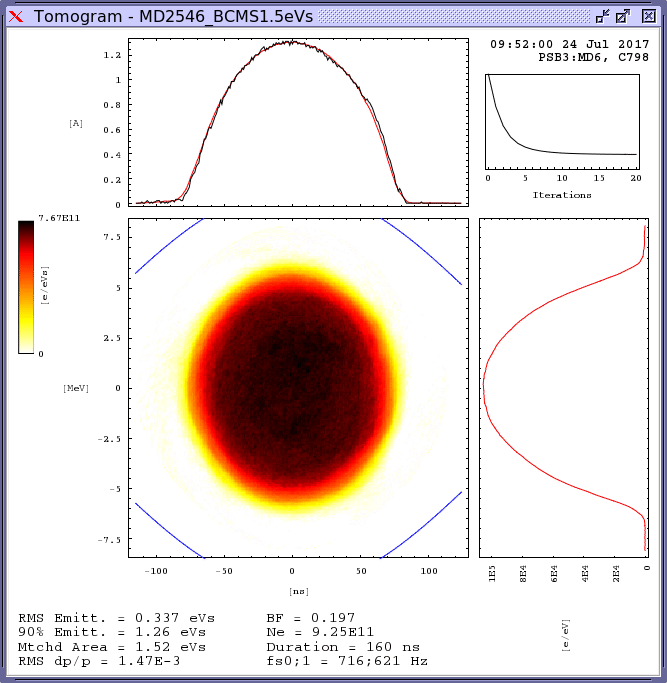 Tomogram - MD2546_BCMS1.5eVs
09:52:00 24 Jul 2017
PSB3:MD6, C798
1.2
1
0.8
0.6
0.4
0.2
0
[A]
0 5 10 15 20
Iterations
7.67E11
[e/eVs]
0
7.5
5
2.5
0
-2.5
-5
-7.5
[MeV]
-100 -50 0 50 100
[ns]
1E5 8E4 6E4 4E4 2E4 0
[e/eV]
RMS Emitt. = 0.337 eVs BF = 0.197
90% Emitt. = 1.26 eVs Ne = 9.25E11
Mtchd Area = 1.52 eVs Duration = 160 ns
RMS dp/p = 1.47E-3 fs0;1 = 716;621 Hz